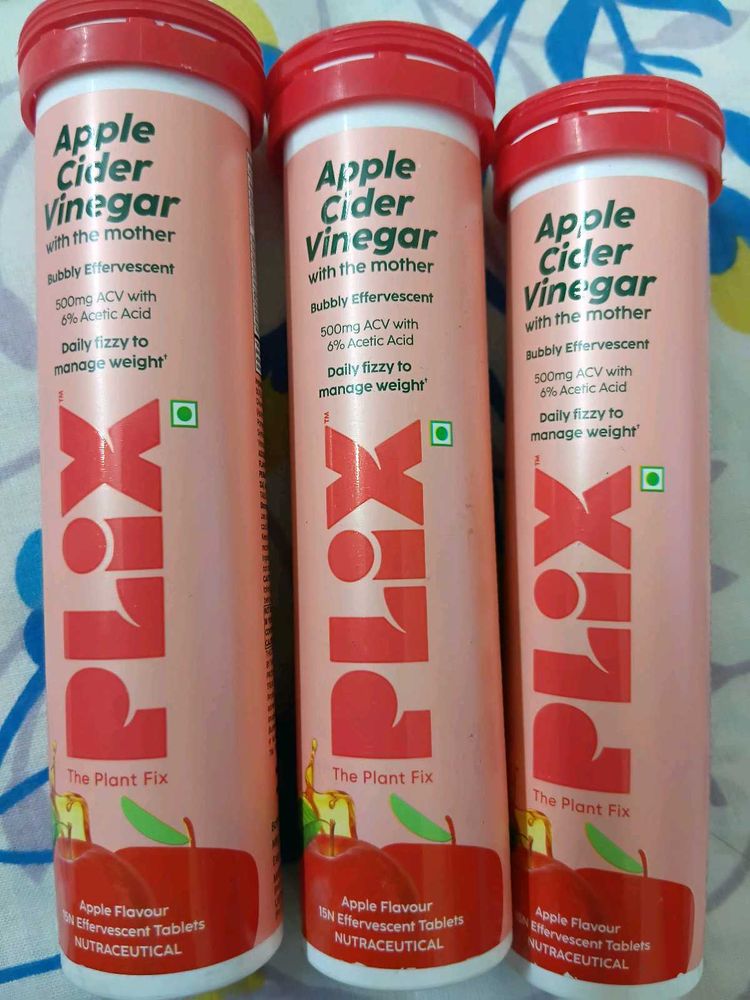 Apple
Cider
Vinegar
with the mother
Bubbly Effervescent
500mg ACV with
6% Acetic Acid
Daily fizzy to
manage weight†
PLiX™
The Plant Fix
Apple Flavour
15N Effervescent Tablets
NUTRACEUTICAL
Apple
Cider
Vinegar
with the mother
Bubbly Effervescent
500mg ACV with
6% Acetic Acid
Daily fizzy to
manage weight†
PLiX™
The Plant Fix
Apple Flavour
15N Effervescent Tablets
NUTRACEUTICAL
Apple
Cider
Vinegar
with the mother
Bubbly Effervescent
500mg ACV with
6% Acetic Acid
Daily fizzy to
manage weight†
PLiX™
The Plant Fix
Apple Flavour
15N Effervescent Tablets
NUTRACEUTICAL